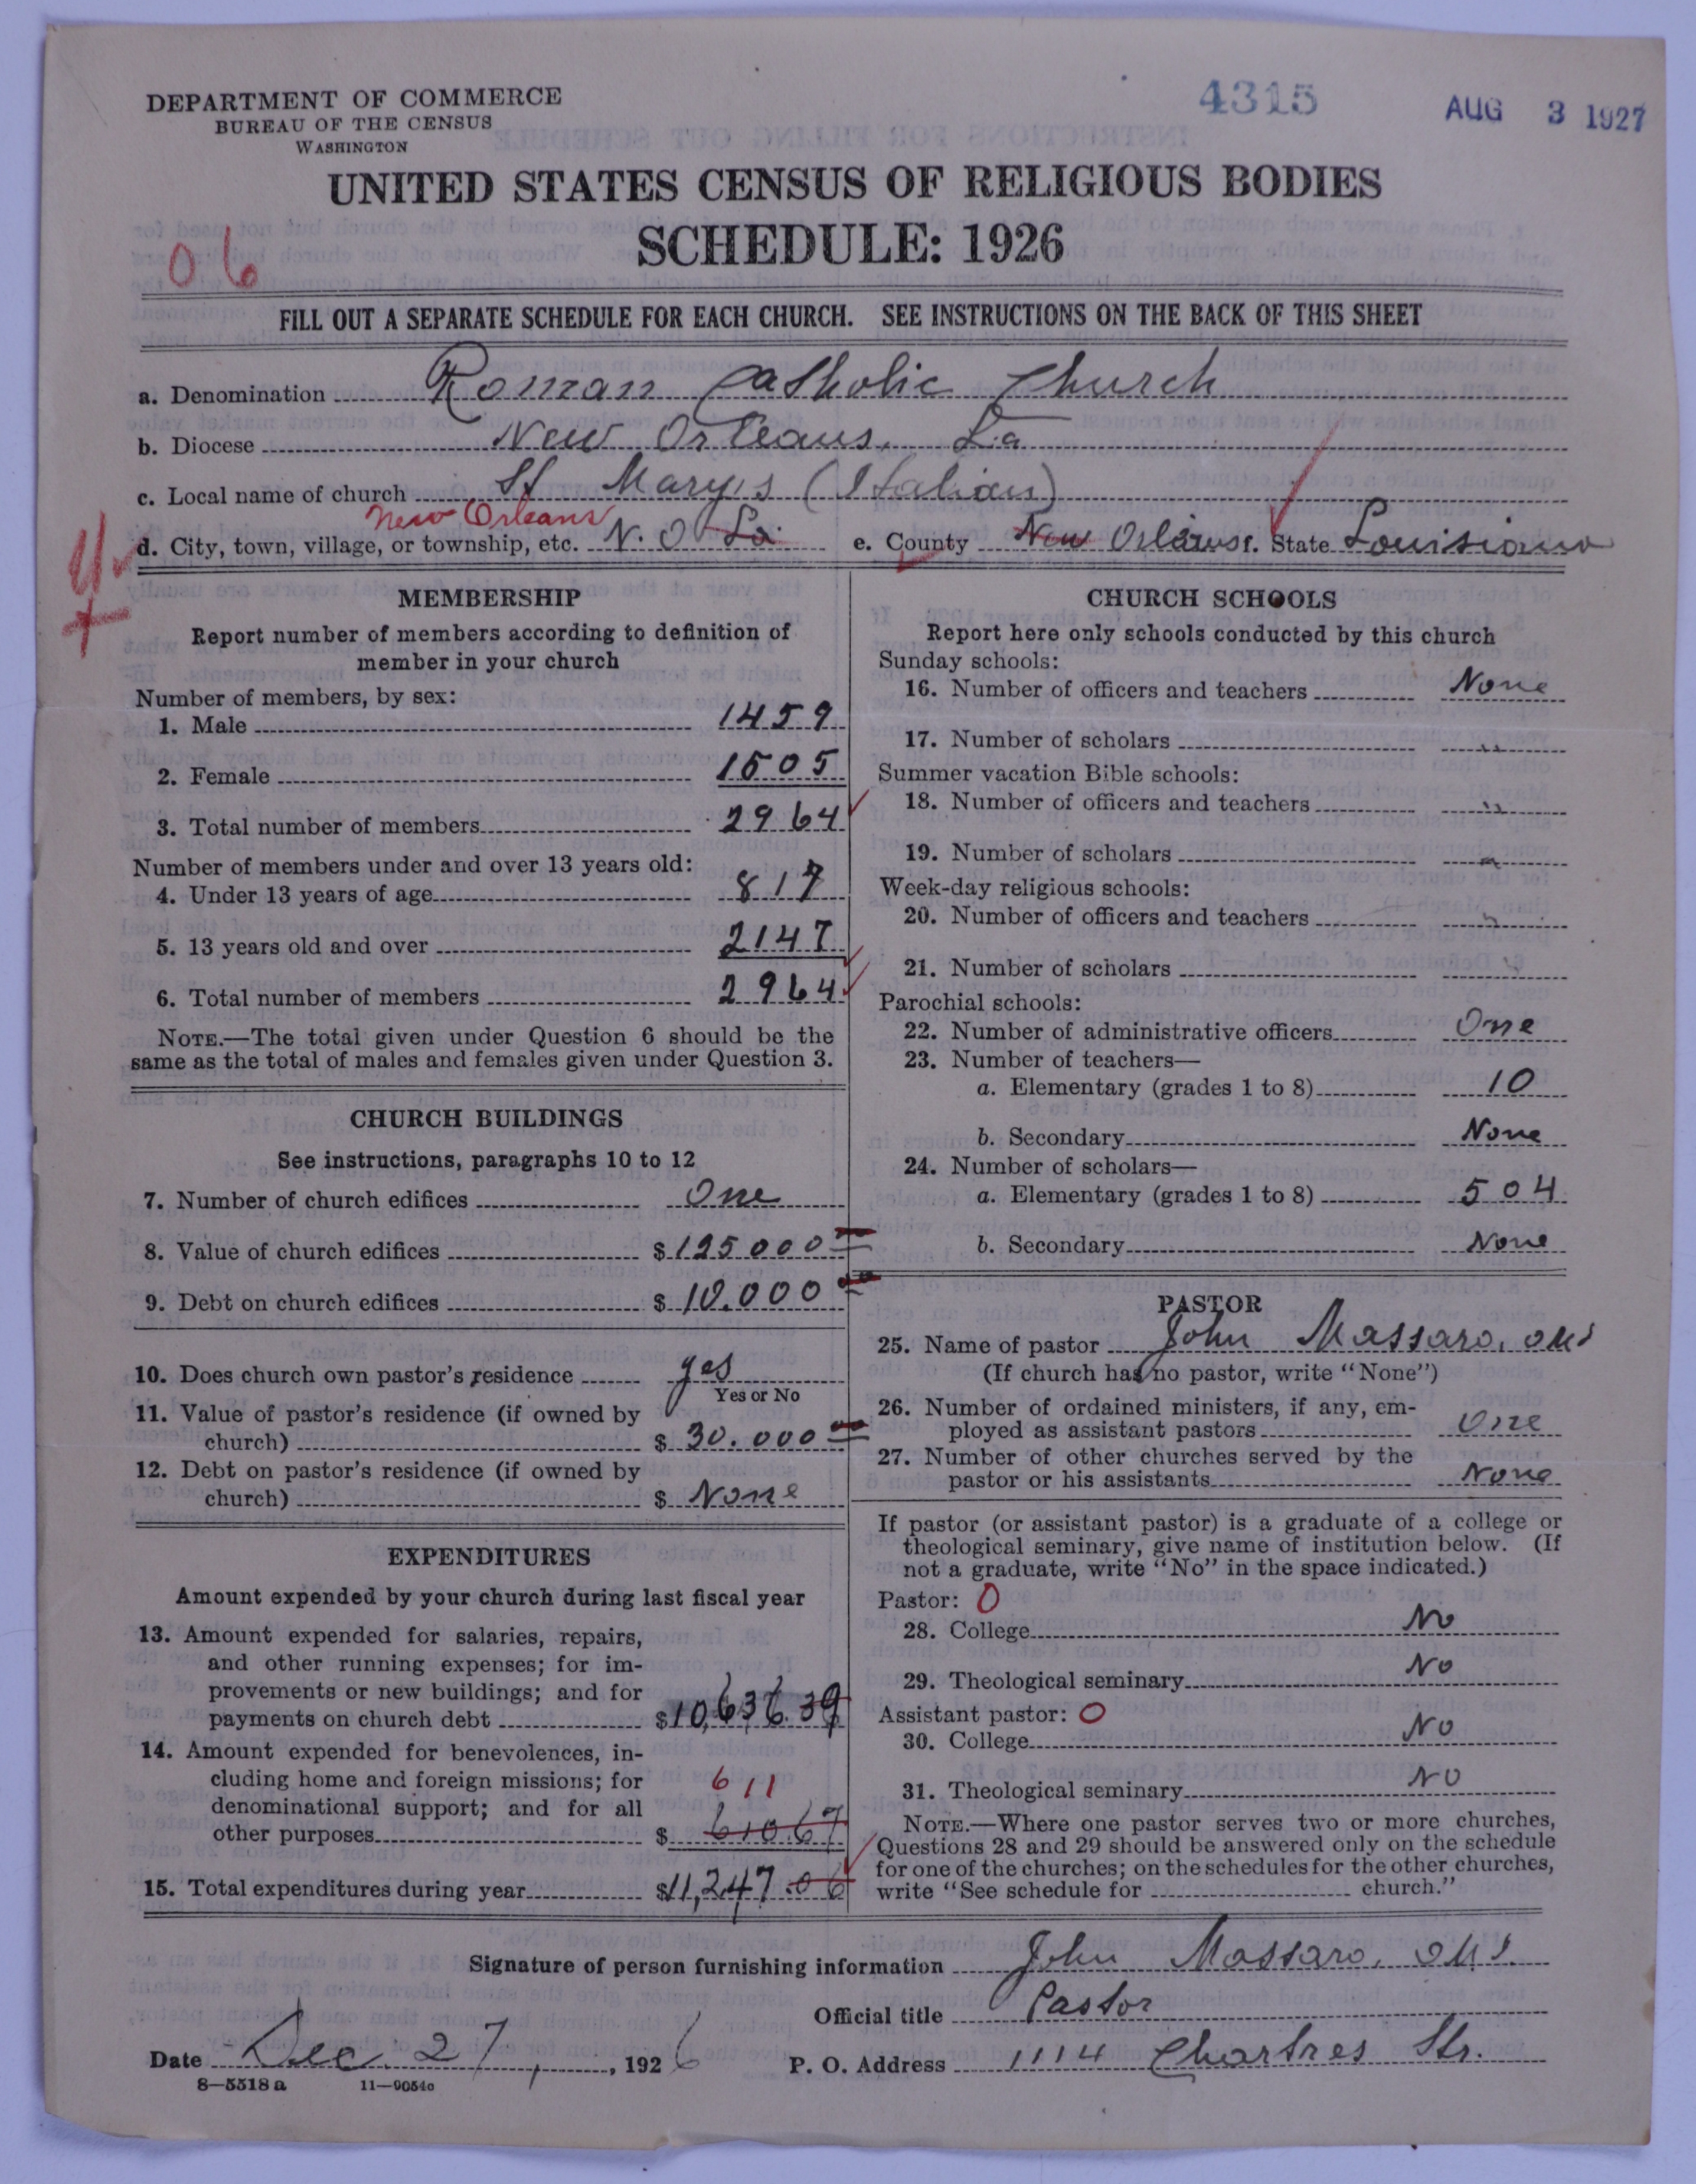 DEPARTMENT OF COMMERCE
BUREAU OF THE CENSUS
WASHINGTON
4315
AUG 3 1927
UNITED STATES CENSUS OF RELIGIOUS BODIES
SCHEDULE: 1926
06
FILL OUT A SEPARATE SCHEDULE FOR EACH CHURCH. SEE INSTRUCTIONS ON THE BACK OF THIS SHEET
a. Denomination Roman Catholic Church
b. Diocese New Orleans, La
c. Local name of church St Mary's (Italian)
New Orleans
d. City, town, village, or township, etc. N. O La e. County New Orleans f. State Louisiana
MEMBERSHIP
Report number of members according to definition of
member in your church
Number of members, by sex:
1. Male 1459
2. Female 1505
3. Total number of members 2964
Number of members under and over 13 years old:
4. Under 13 years of age 817
5. 13 years old and over 2147
6. Total number of members 2964
NOTE.—The total given under Question 6 should be the
same as the total of males and females given under Question 3.
CHURCH BUILDINGS
See instructions, paragraphs 10 to 12
7. Number of church edifices One
8. Value of church edifices $125000
9. Debt on church edifices $10.000
10. Does church own pastor's residence yes
Yes or No
11. Value of pastor's residence (if owned by
church) $30.000
12. Debt on pastor's residence (if owned by
church) $None
EXPENDITURES
Amount expended by your church during last fiscal year
13. Amount expended for salaries, repairs,
and other running expenses; for im-
provements or new buildings; and for
payments on church debt $10,636.39
14. Amount expended for benevolences, in-
cluding home and foreign missions; for 611
denominational support; and for all
other purposes $610.67
15. Total expenditures during year $11,247.06
CHURCH SCHOOLS
Report here only schools conducted by this church
Sunday schools:
16. Number of officers and teachers None
17. Number of scholars "
Summer vacation Bible schools:
18. Number of officers and teachers "
19. Number of scholars "
Week-day religious schools:
20. Number of officers and teachers "
21. Number of scholars "
Parochial schools:
22. Number of administrative officers One
23. Number of teachers—
a. Elementary (grades 1 to 8) 10
b. Secondary None
24. Number of scholars—
a. Elementary (grades 1 to 8) 504
b. Secondary None
PASTOR
25. Name of pastor John Massaro, OMI
(If church has no pastor, write "None")
26. Number of ordained ministers, if any, em-
ployed as assistant pastors One
27. Number of other churches served by the
pastor or his assistants None
If pastor (or assistant pastor) is a graduate of a college or
theological seminary, give name of institution below. (If
not a graduate, write "No" in the space indicated.)
Pastor: 0
28. College No
29. Theological seminary No
Assistant pastor: 0
30. College No
31. Theological seminary No
NOTE.—Where one pastor serves two or more churches,
Questions 28 and 29 should be answered only on the schedule
for one of the churches; on the schedules for the other churches,
write "See schedule for church."
Signature of person furnishing information John Massaro, OMI.
Official title Pastor
Date Dec. 27, 1926 P. O. Address 1114 Chartres Str.
8—5518a 11—9054c